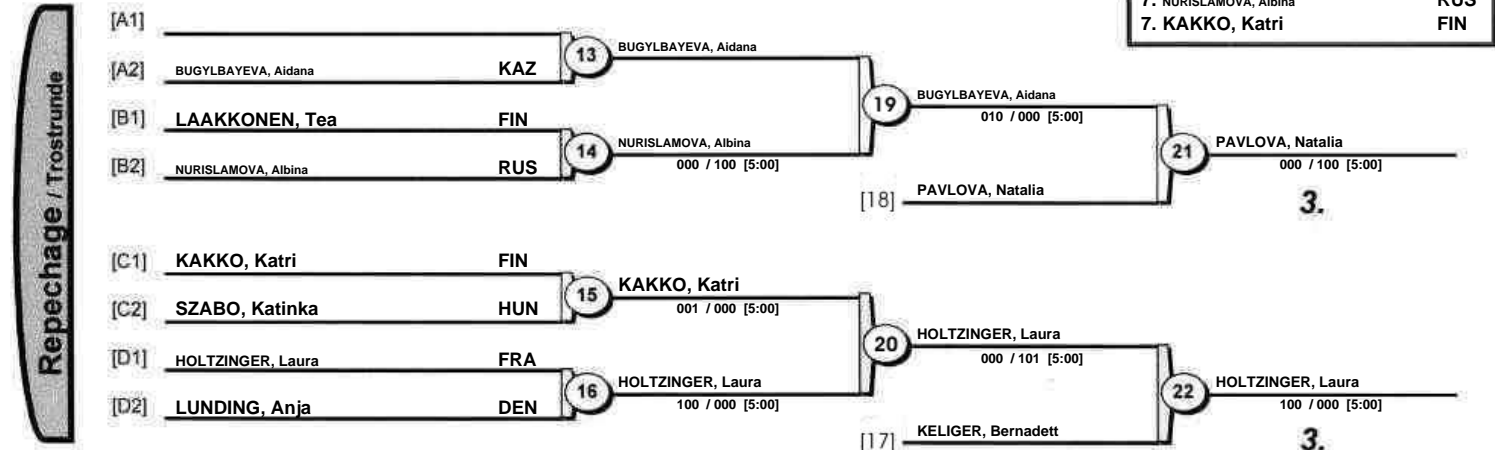 7. NURISLAMOVA, Albina RUS
7. KAKKO, Katri FIN
Repechage / Trostrunde
[A1]
[A2] BUGYLBAYEVA, Aidana KAZ
13 BUGYLBAYEVA, Aidana
[B1] LAAKKONEN, Tea FIN
[B2] NURISLAMOVA, Albina RUS
14 NURISLAMOVA, Albina
000 / 100 [5:00]
19 BUGYLBAYEVA, Aidana
010 / 000 [5:00]
[18] PAVLOVA, Natalia
21 PAVLOVA, Natalia
000 / 100 [5:00]
3.
[C1] KAKKO, Katri FIN
[C2] SZABO, Katinka HUN
15 KAKKO, Katri
001 / 000 [5:00]
[D1] HOLTZINGER, Laura FRA
[D2] LUNDING, Anja DEN
16 HOLTZINGER, Laura
100 / 000 [5:00]
20 HOLTZINGER, Laura
000 / 101 [5:00]
[17] KELIGER, Bernadett
22 HOLTZINGER, Laura
100 / 000 [5:00]
3.